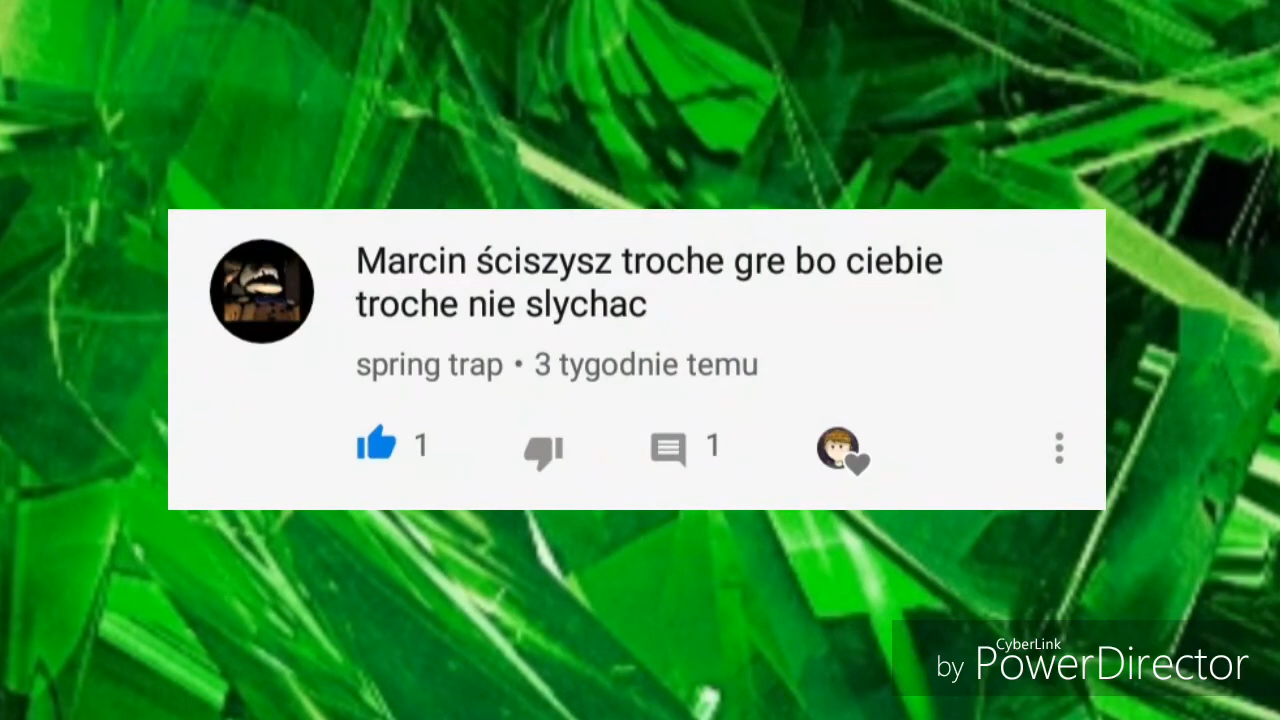 Marcin ściszysz troche gre bo ciebie
troche nie slychac
spring trap • 3 tygodnie temu
1
1
CyberLink
by PowerDirector